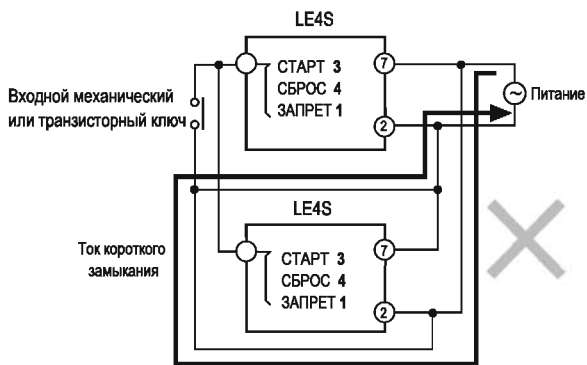 LE4S
СТАРТ 3
СБРОС 4
ЗАПРЕТ 1
7
2
Входной механический
или транзисторный ключ
~
Питание
LE4S
СТАРТ 3
СБРОС 4
ЗАПРЕТ 1
7
2
Ток короткого
замыкания